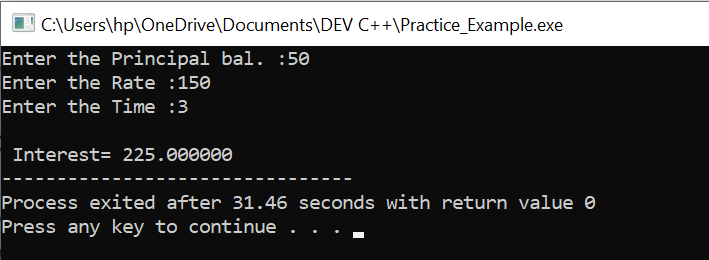 C:\Users\hp\OneDrive\Documents\DEV C++\Practice_Example.exe
Enter the Principal bal. :50
Enter the Rate :150
Enter the Time :3
 Interest= 225.000000
--------------------------------
Process exited after 31.46 seconds with return value 0
Press any key to continue . . .